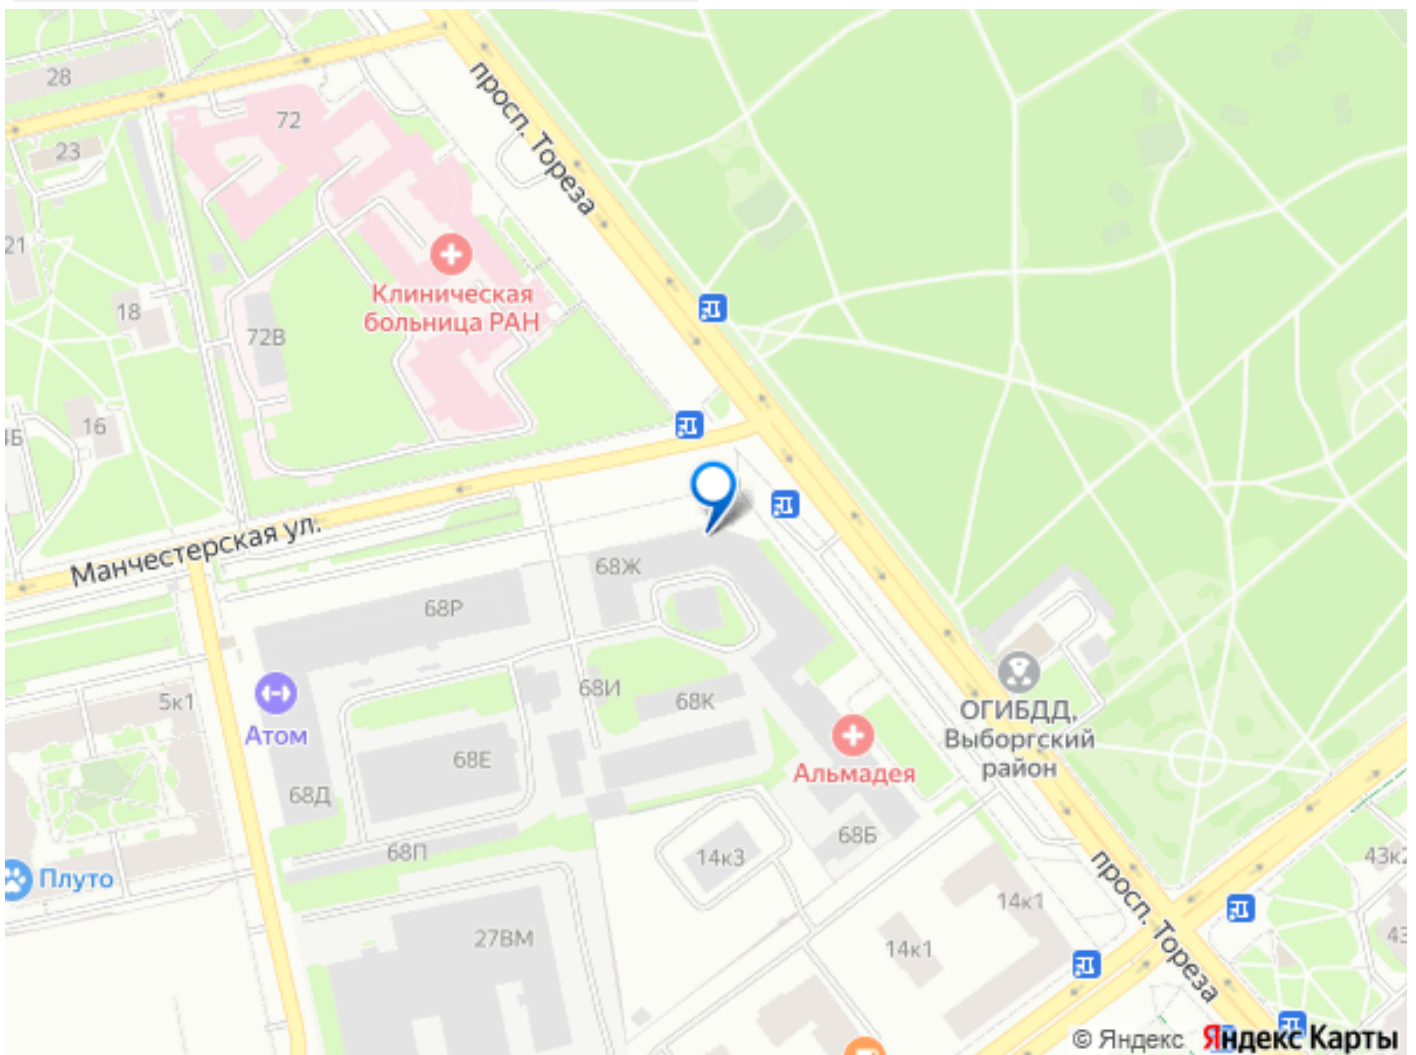 28
72
23
просп. Тореза
21
Клиническая
больница РАН
18
72В
16
4Б
Манчестерская ул.
68Ж
68Р
68И
5к1
68К
Атом
ОГИБДД,
Выборгский
район
68Е
Альмадея
68Д
68Б
68П
14к3
43к2
Плуто
14к1
просп. Тореза
27ВМ
14к1
43
© Яндекс Яндекс Карты